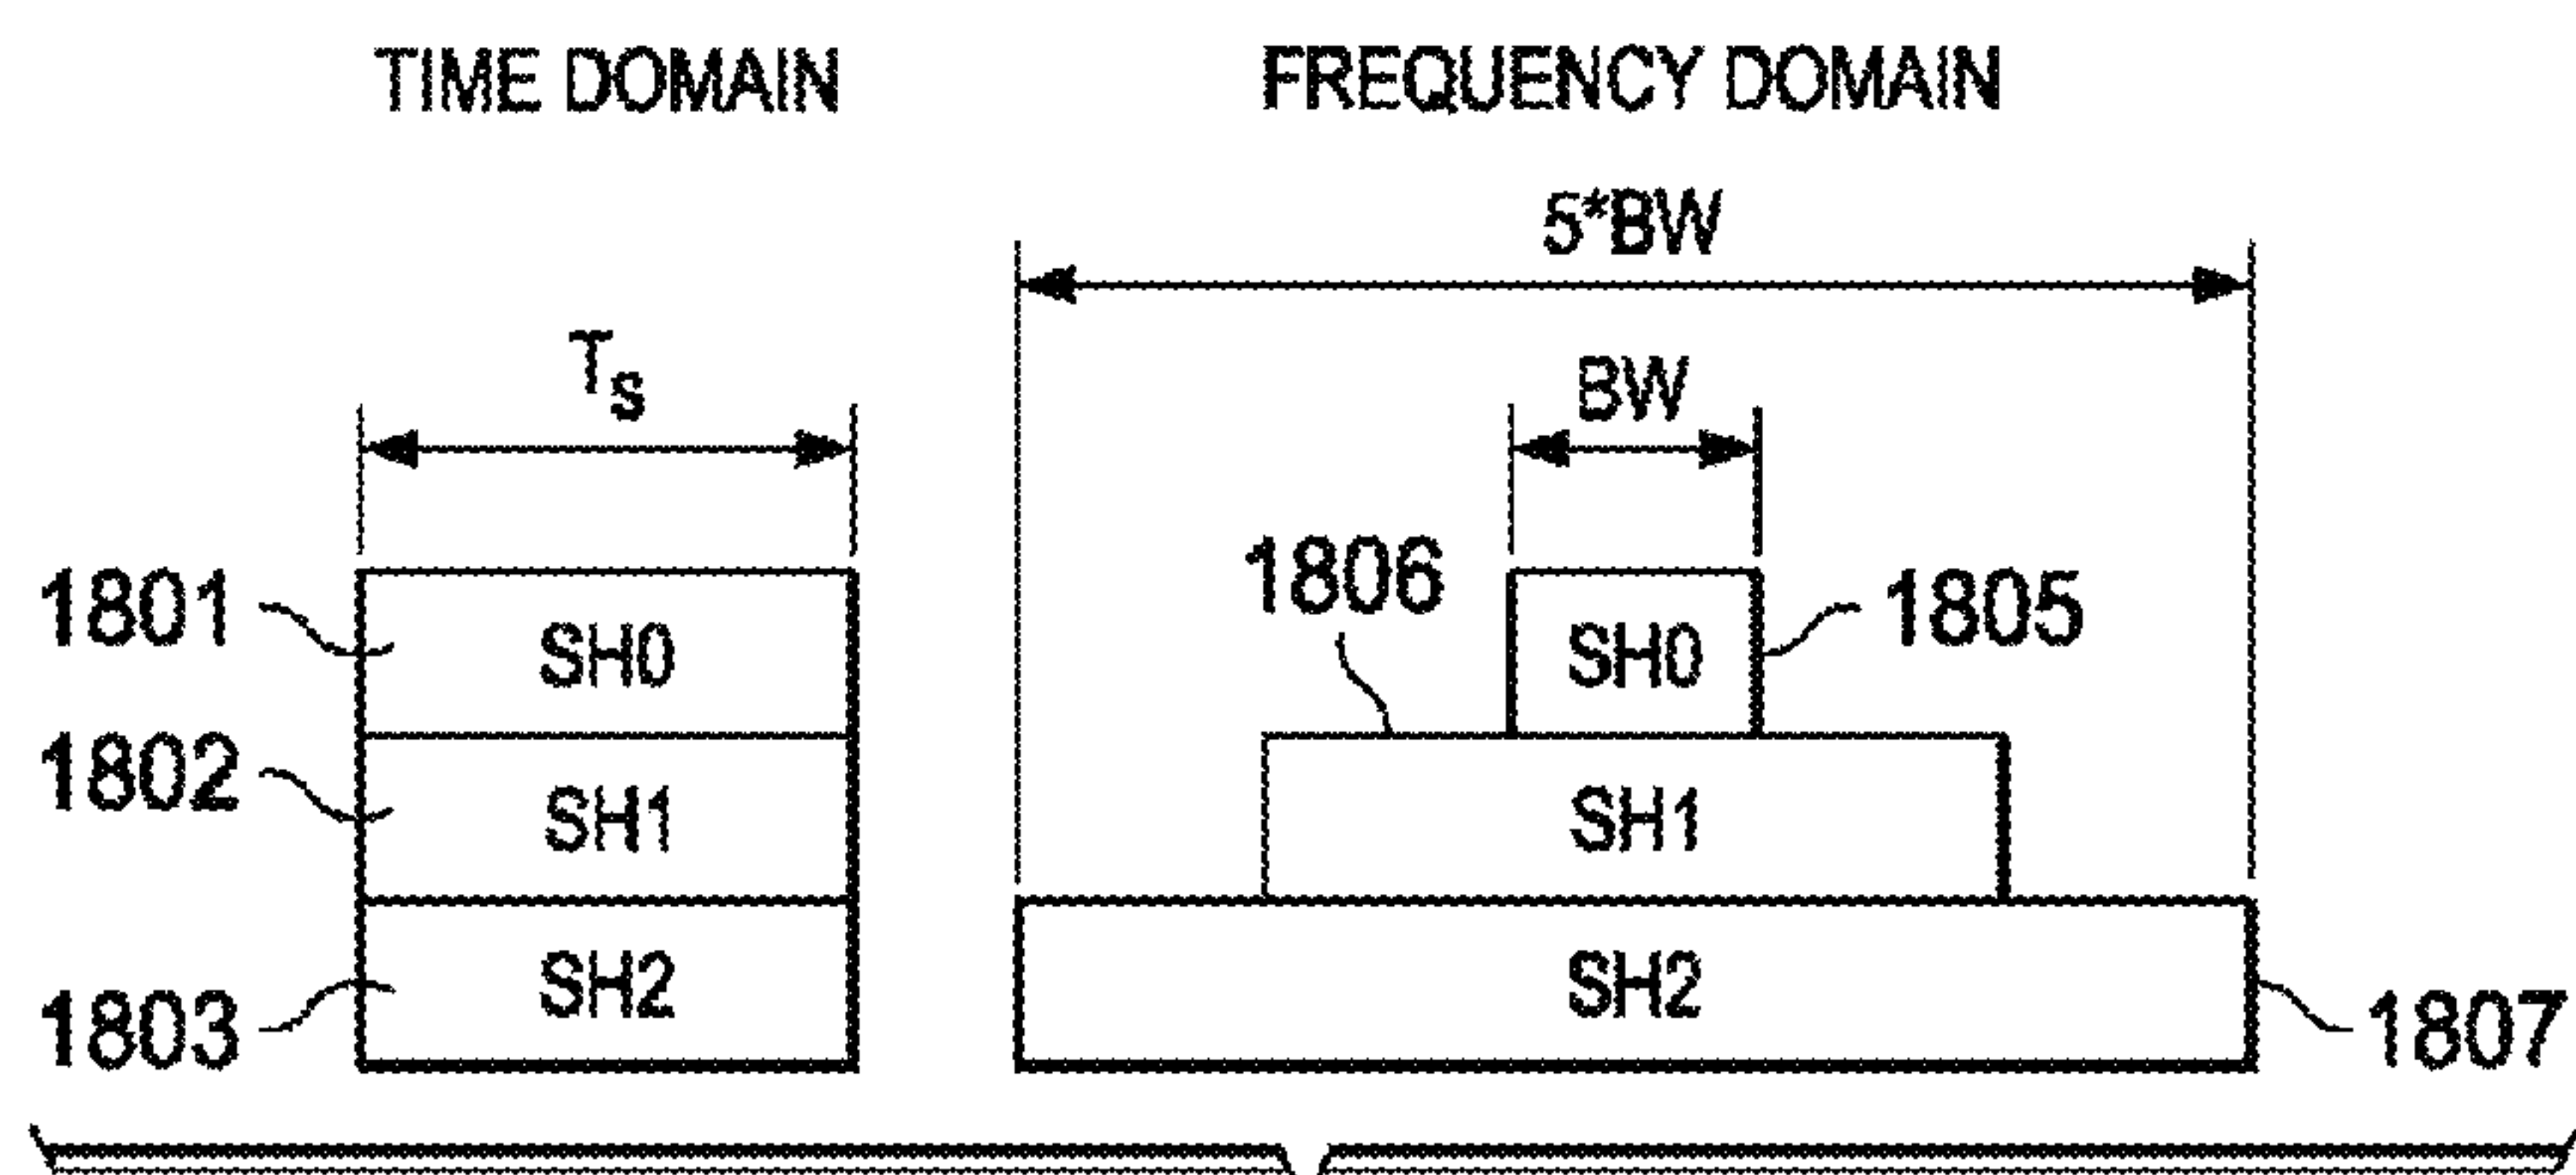 TIME DOMAIN
FREQUENCY DOMAIN
5*BW
Ts
BW
1801
SH0
1806
SH0
1805
1802
SH1
SH1
1803
SH2
SH2
1807